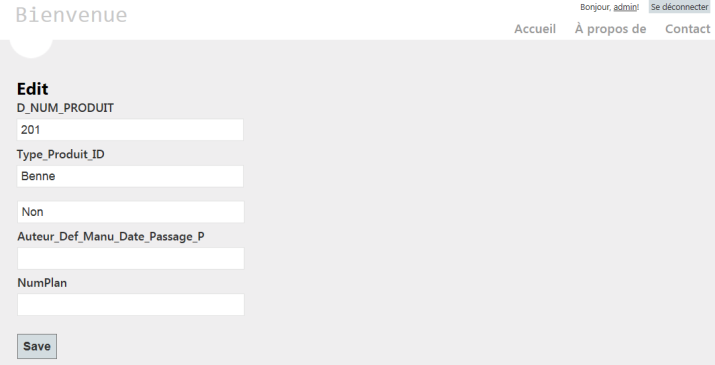 Bienvenue
Bonjour, admin! Se déconnecter
Accueil À propos de Contact
Edit
D_NUM_PRODUIT
201
Type_Produit_ID
Benne
Non
Auteur_Def_Manu_Date_Passage_P
NumPlan
Save